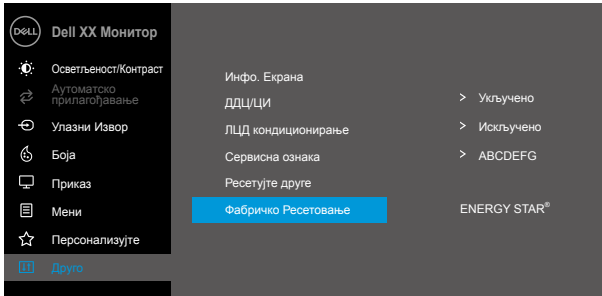 DELL Dell XX Монитор
Осветљеност/Контраст
Аутоматско
прилагођавање
Улазни Извор
Боја
Приказ
Мени
Персонализујте
Друго
Инфо. Екрана
ДДЦ/ЦИ > Укључено
ЛЦД кондиционирање > Искључено
Сервисна ознака > ABCDEFG
Ресетујте друге
Фабричко Ресетовање ENERGY STAR®